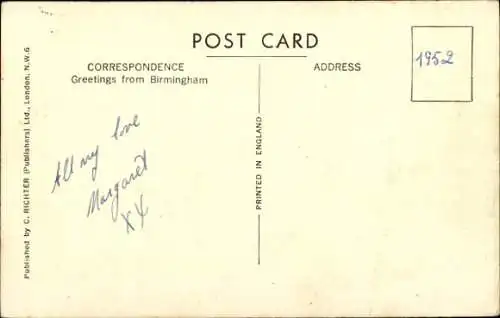 POST CARD
CORRESPONDENCE
Greetings from Birmingham
ADDRESS
1952
All my love
Margaret
XX
PRINTED IN ENGLAND
Published by C. RICHTER (Publishers) Ltd., London, N.W.6